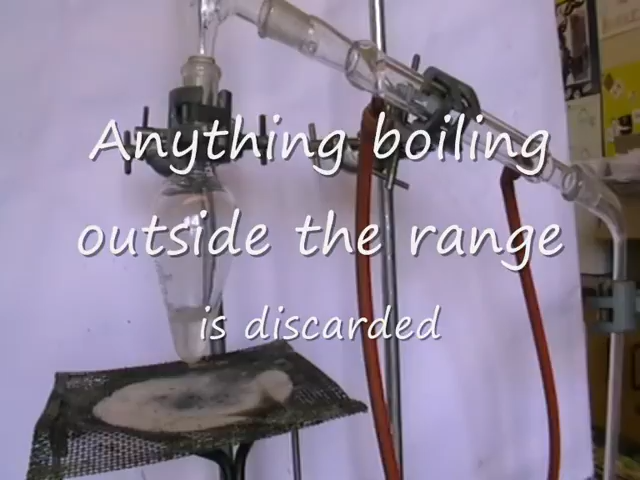 Anything boiling
outside the range
is discarded